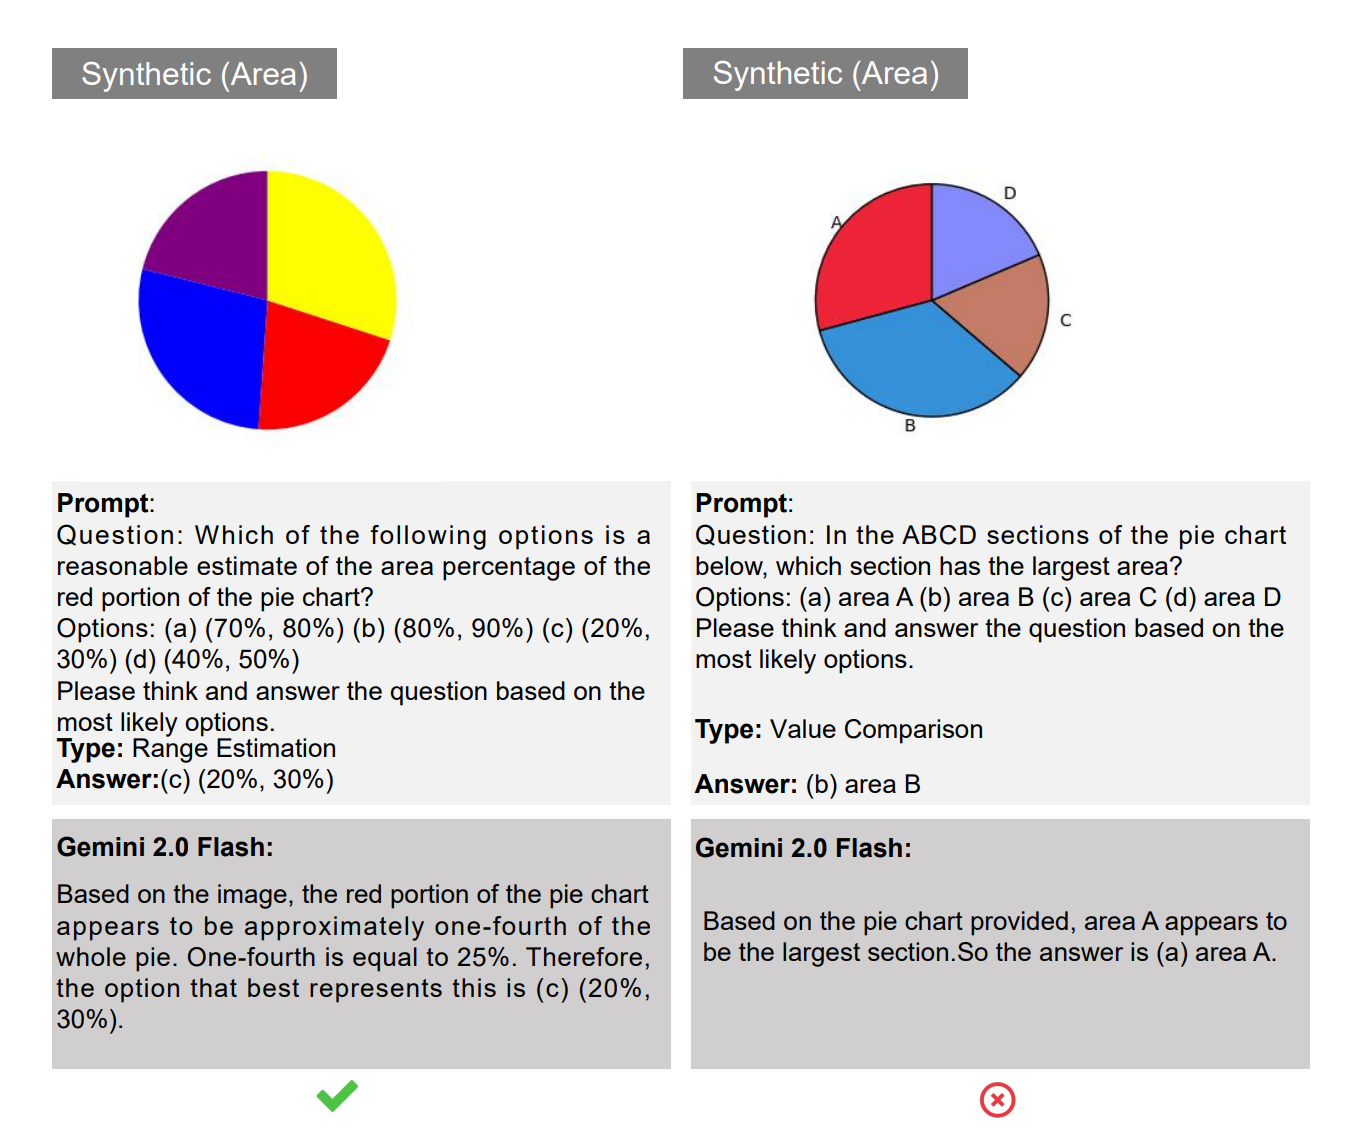 Synthetic (Area)
Prompt:
Question: Which of the following options is a
reasonable estimate of the area percentage of the
red portion of the pie chart?
Options: (a) (70%, 80%) (b) (80%, 90%) (c) (20%,
30%) (d) (40%, 50%)
Please think and answer the question based on the
most likely options.
Type: Range Estimation
Answer:(c) (20%, 30%)
Gemini 2.0 Flash:
Based on the image, the red portion of the pie chart
appears to be approximately one-fourth of the
whole pie. One-fourth is equal to 25%. Therefore,
the option that best represents this is (c) (20%,
30%).
Synthetic (Area)
D
A
C
B
Prompt:
Question: In the ABCD sections of the pie chart
below, which section has the largest area?
Options: (a) area A (b) area B (c) area C (d) area D
Please think and answer the question based on the
most likely options.
Type: Value Comparison
Answer: (b) area B
Gemini 2.0 Flash:
Based on the pie chart provided, area A appears to
be the largest section.So the answer is (a) area A.